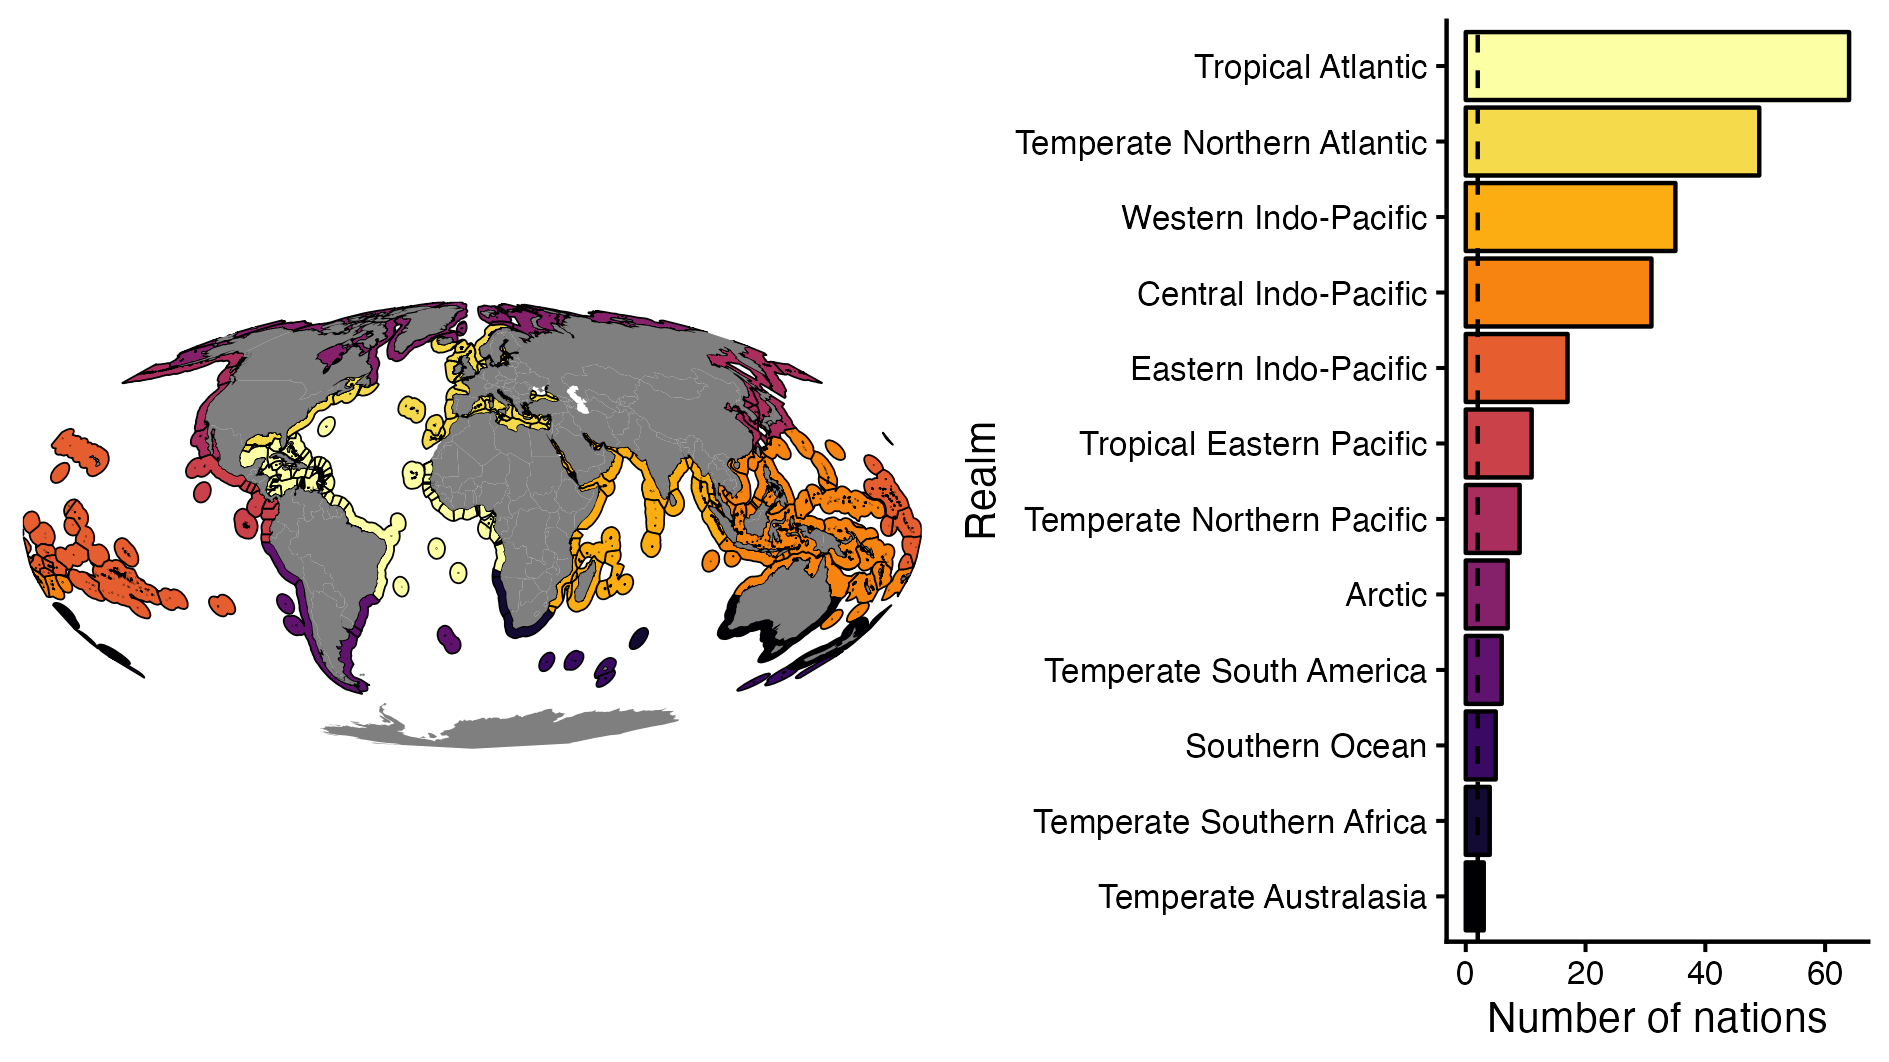 Tropical Atlantic
Temperate Northern Atlantic
Western Indo-Pacific
Central Indo-Pacific
Eastern Indo-Pacific
Tropical Eastern Pacific
Temperate Northern Pacific
Arctic
Temperate South America
Southern Ocean
Temperate Southern Africa
Temperate Australasia
Realm
0 20 40 60
Number of nations